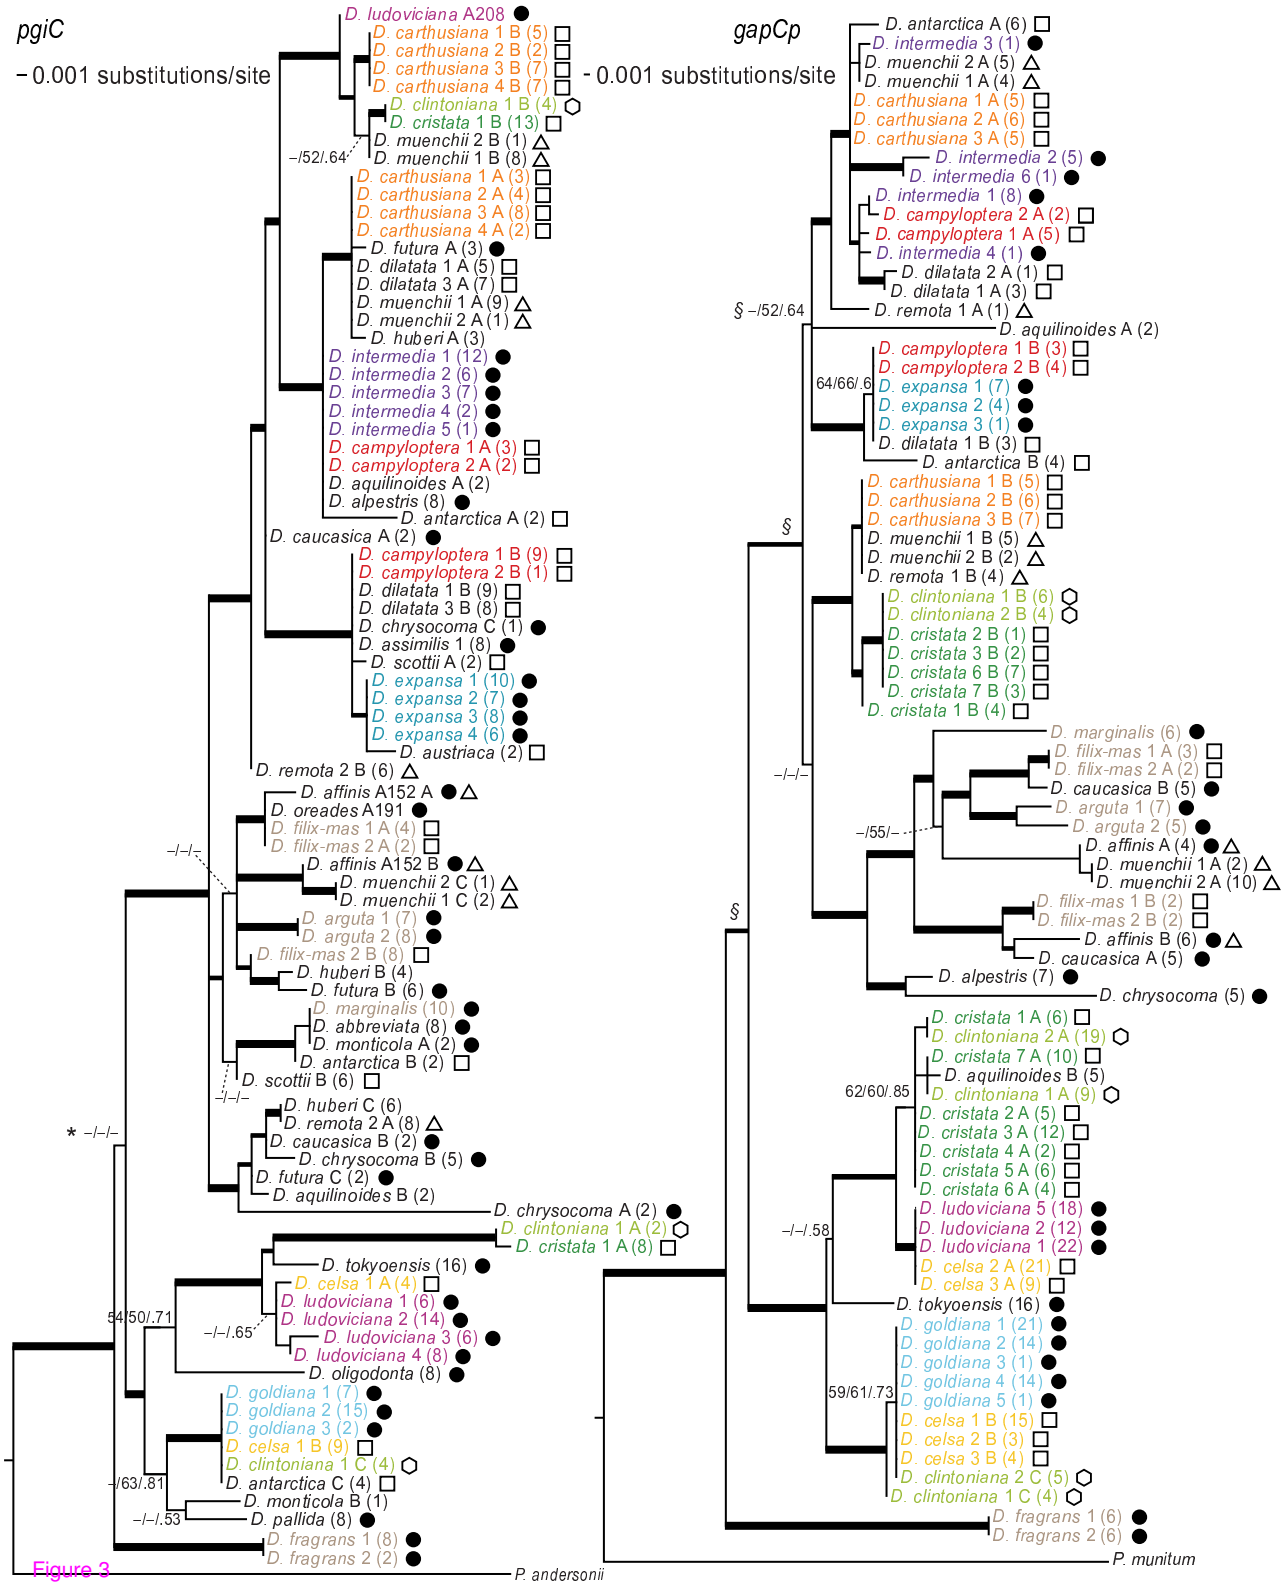 pgiC
– 0.001 substitutions/site
D. ludoviciana A208
D. carthusiana 1 B (5)
D. carthusiana 2 B (2)
D. carthusiana 3 B (7)
D. carthusiana 4 B (7)
D. clintoniana 1 B (4)
D. cristata 1 B (13)
D. muenchii 2 B (1)
–/52/.64
D. muenchii 1 B (8)
D. carthusiana 1 A (3)
D. carthusiana 2 A (4)
D. carthusiana 3 A (8)
D. carthusiana 4 A (2)
D. futura A (3)
D. dilatata 1 A (5)
D. dilatata 3 A (7)
D. muenchii 1 A (9)
D. muenchii 2 A (1)
D. huberi A (3)
D. intermedia 1 (12)
D. intermedia 2 (6)
D. intermedia 3 (7)
D. intermedia 4 (2)
D. intermedia 5 (1)
D. campyloptera 1 A (3)
D. campyloptera 2 A (2)
D. aquilinoides A (2)
D. alpestris (8)
D. antarctica A (2)
D. caucasica A (2)
D. campyloptera 1 B (9)
D. campyloptera 2 B (1)
D. dilatata 1 B (9)
D. dilatata 3 B (8)
D. chrysocoma C (1)
D. assimilis 1 (8)
D. scottii A (2)
D. expansa 1 (10)
D. expansa 2 (7)
D. expansa 3 (8)
D. expansa 4 (6)
D. austriaca (2)
D. remota 2 B (6)
D. affinis A152 A
D. oreades A191
D. filix-mas 1 A (4)
D. filix-mas 2 A (2)
–/–/–
D. affinis A152 B
D. muenchii 2 C (1)
D. muenchii 1 C (2)
D. arguta 1 (7)
D. arguta 2 (8)
D. filix-mas 2 B (8)
D. huberi B (4)
D. futura B (6)
D. marginalis (10)
D. abbreviata (8)
D. monticola A (2)
D. antarctica B (2)
D. scottii B (6)
–/–/–
D. huberi C (6)
D. remota 2 A (8)
* –/–/–
D. caucasica B (2)
D. chrysocoma B (5)
D. futura C (2)
D. aquilinoides B (2)
D. chrysocoma A (2)
D. clintoniana 1 A (2)
D. cristata 1 A (8)
D. tokyoensis (16)
D. celsa 1 A (4)
D. ludoviciana 1 (6)
54/50/.71
D. ludoviciana 2 (14)
–/–/.65
D. ludoviciana 3 (6)
D. ludoviciana 4 (8)
D. oligodonta (8)
D. goldiana 1 (7)
D. goldiana 2 (15)
D. goldiana 3 (2)
D. celsa 1 B (9)
D. clintoniana 1 C (4)
–/63/.81
D. antarctica C (4)
D. monticola B (1)
–/–/.53
D. pallida (8)
D. fragrans 1 (8)
D. fragrans 2 (2)
Figure 3
P. andersonii
gapCp
- 0.001 substitutions/site
D. antarctica A (6)
D. intermedia 3 (1)
D. muenchii 2 A (5)
D. muenchii 1 A (4)
D. carthusiana 1 A (5)
D. carthusiana 2 A (6)
D. carthusiana 3 A (5)
D. intermedia 2 (5)
D. intermedia 6 (1)
D. intermedia 1 (8)
D. campyloptera 2 A (2)
D. campyloptera 1 A (5)
D. intermedia 4 (1)
D. dilatata 2 A (1)
D. dilatata 1 A (3)
§ –/52/.64
D. remota 1 A (1)
D. aquilinoides A (2)
D. campyloptera 1 B (3)
D. campyloptera 2 B (4)
64/66/.6
D. expansa 1 (7)
D. expansa 2 (4)
D. expansa 3 (1)
D. dilatata 1 B (3)
D. antarctica B (4)
D. carthusiana 1 B (5)
D. carthusiana 2 B (6)
D. carthusiana 3 B (7)
§
D. muenchii 1 B (5)
D. muenchii 2 B (2)
D. remota 1 B (4)
D. clintoniana 1 B (6)
D. clintoniana 2 B (4)
D. cristata 2 B (1)
D. cristata 3 B (2)
D. cristata 6 B (7)
D. cristata 7 B (3)
D. cristata 1 B (4)
D. marginalis (6)
D. filix-mas 1 A (3)
D. filix-mas 2 A (2)
–/–/–
D. caucasica B (5)
D. arguta 1 (7)
D. arguta 2 (5)
–/55/–
D. affinis A (4)
D. muenchii 1 A (2)
D. muenchii 2 A (10)
D. filix-mas 1 B (2)
D. filix-mas 2 B (2)
§
D. affinis B (6)
D. caucasica A (5)
D. alpestris (7)
D. chrysocoma (5)
D. cristata 1 A (6)
D. clintoniana 2 A (19)
D. cristata 7 A (10)
D. aquilinoides B (5)
62/60/.85
D. clintoniana 1 A (9)
D. cristata 2 A (5)
D. cristata 3 A (12)
D. cristata 4 A (2)
D. cristata 5 A (6)
D. cristata 6 A (4)
D. ludoviciana 5 (18)
D. ludoviciana 2 (12)
–/–/.58
D. ludoviciana 1 (22)
D. celsa 2 A (21)
D. celsa 3 A (9)
D. tokyoensis (16)
D. goldiana 1 (21)
D. goldiana 2 (14)
D. goldiana 3 (1)
D. goldiana 4 (14)
59/61/.73
D. goldiana 5 (1)
D. celsa 1 B (15)
D. celsa 2 B (3)
D. celsa 3 B (4)
D. clintoniana 2 C (5)
D. clintoniana 1 C (4)
D. fragrans 1 (6)
D. fragrans 2 (6)
P. munitum